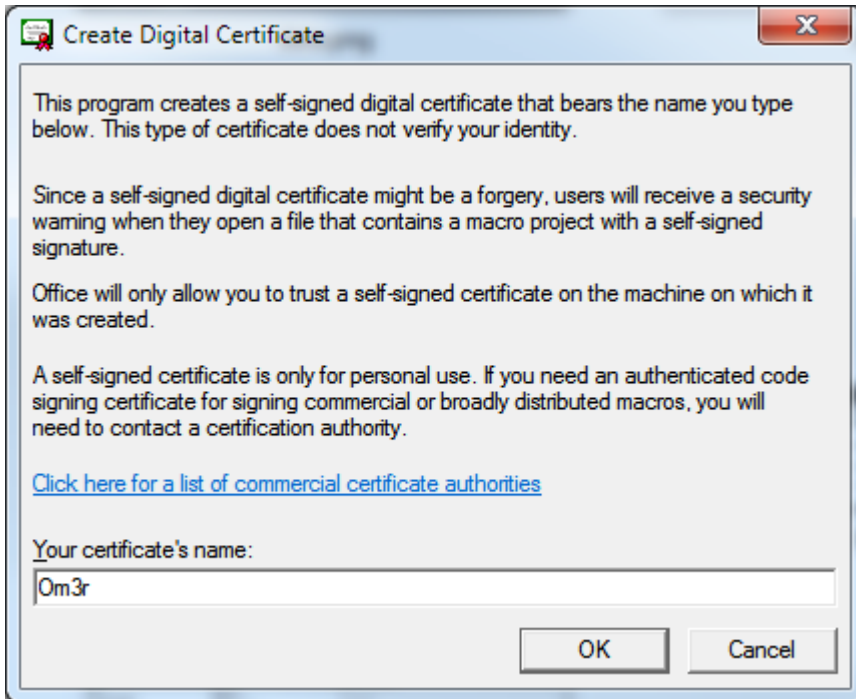 Create Digital Certificate
This program creates a self-signed digital certificate that bears the name you type
below. This type of certificate does not verify your identity.
Since a self-signed digital certificate might be a forgery, users will receive a security
warning when they open a file that contains a macro project with a self-signed
signature.
Office will only allow you to trust a self-signed certificate on the machine on which it
was created.
A self-signed certificate is only for personal use. If you need an authenticated code
signing certificate for signing commercial or broadly distributed macros, you will
need to contact a certification authority.
Click here for a list of commercial certificate authorities
Your certificate's name:
Om3r
OK Cancel